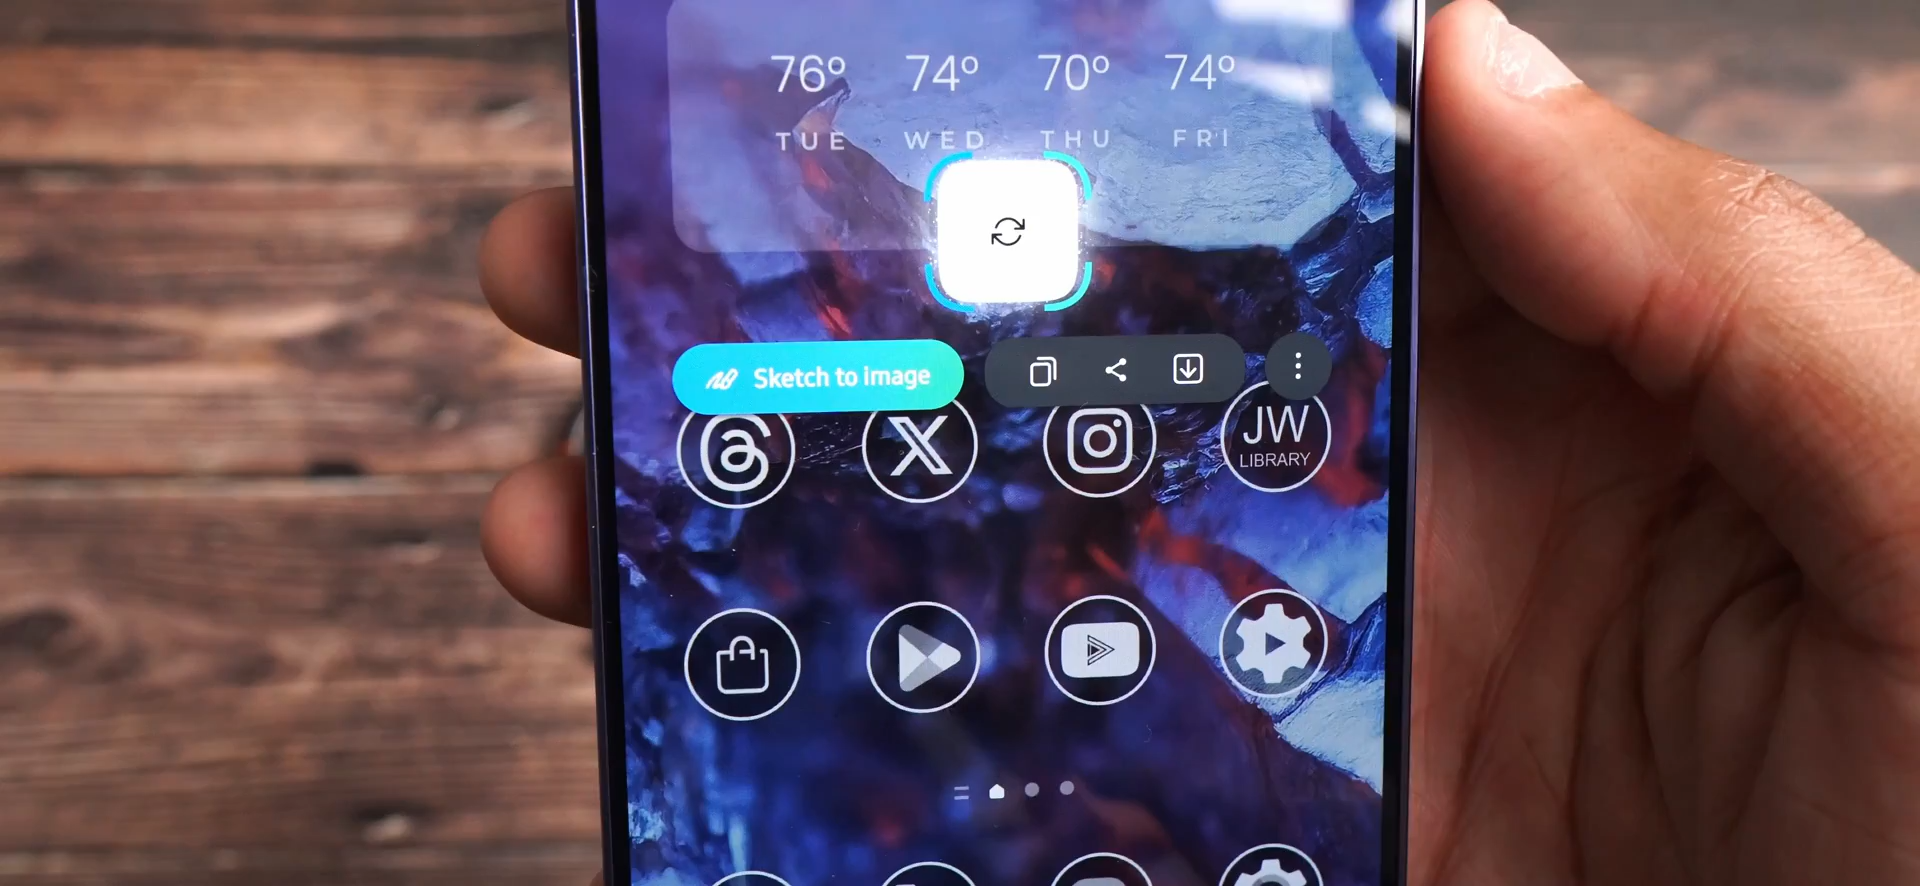 76° 74° 70° 74°
TUE WED THU FRI
Sketch to image
JW
LIBRARY